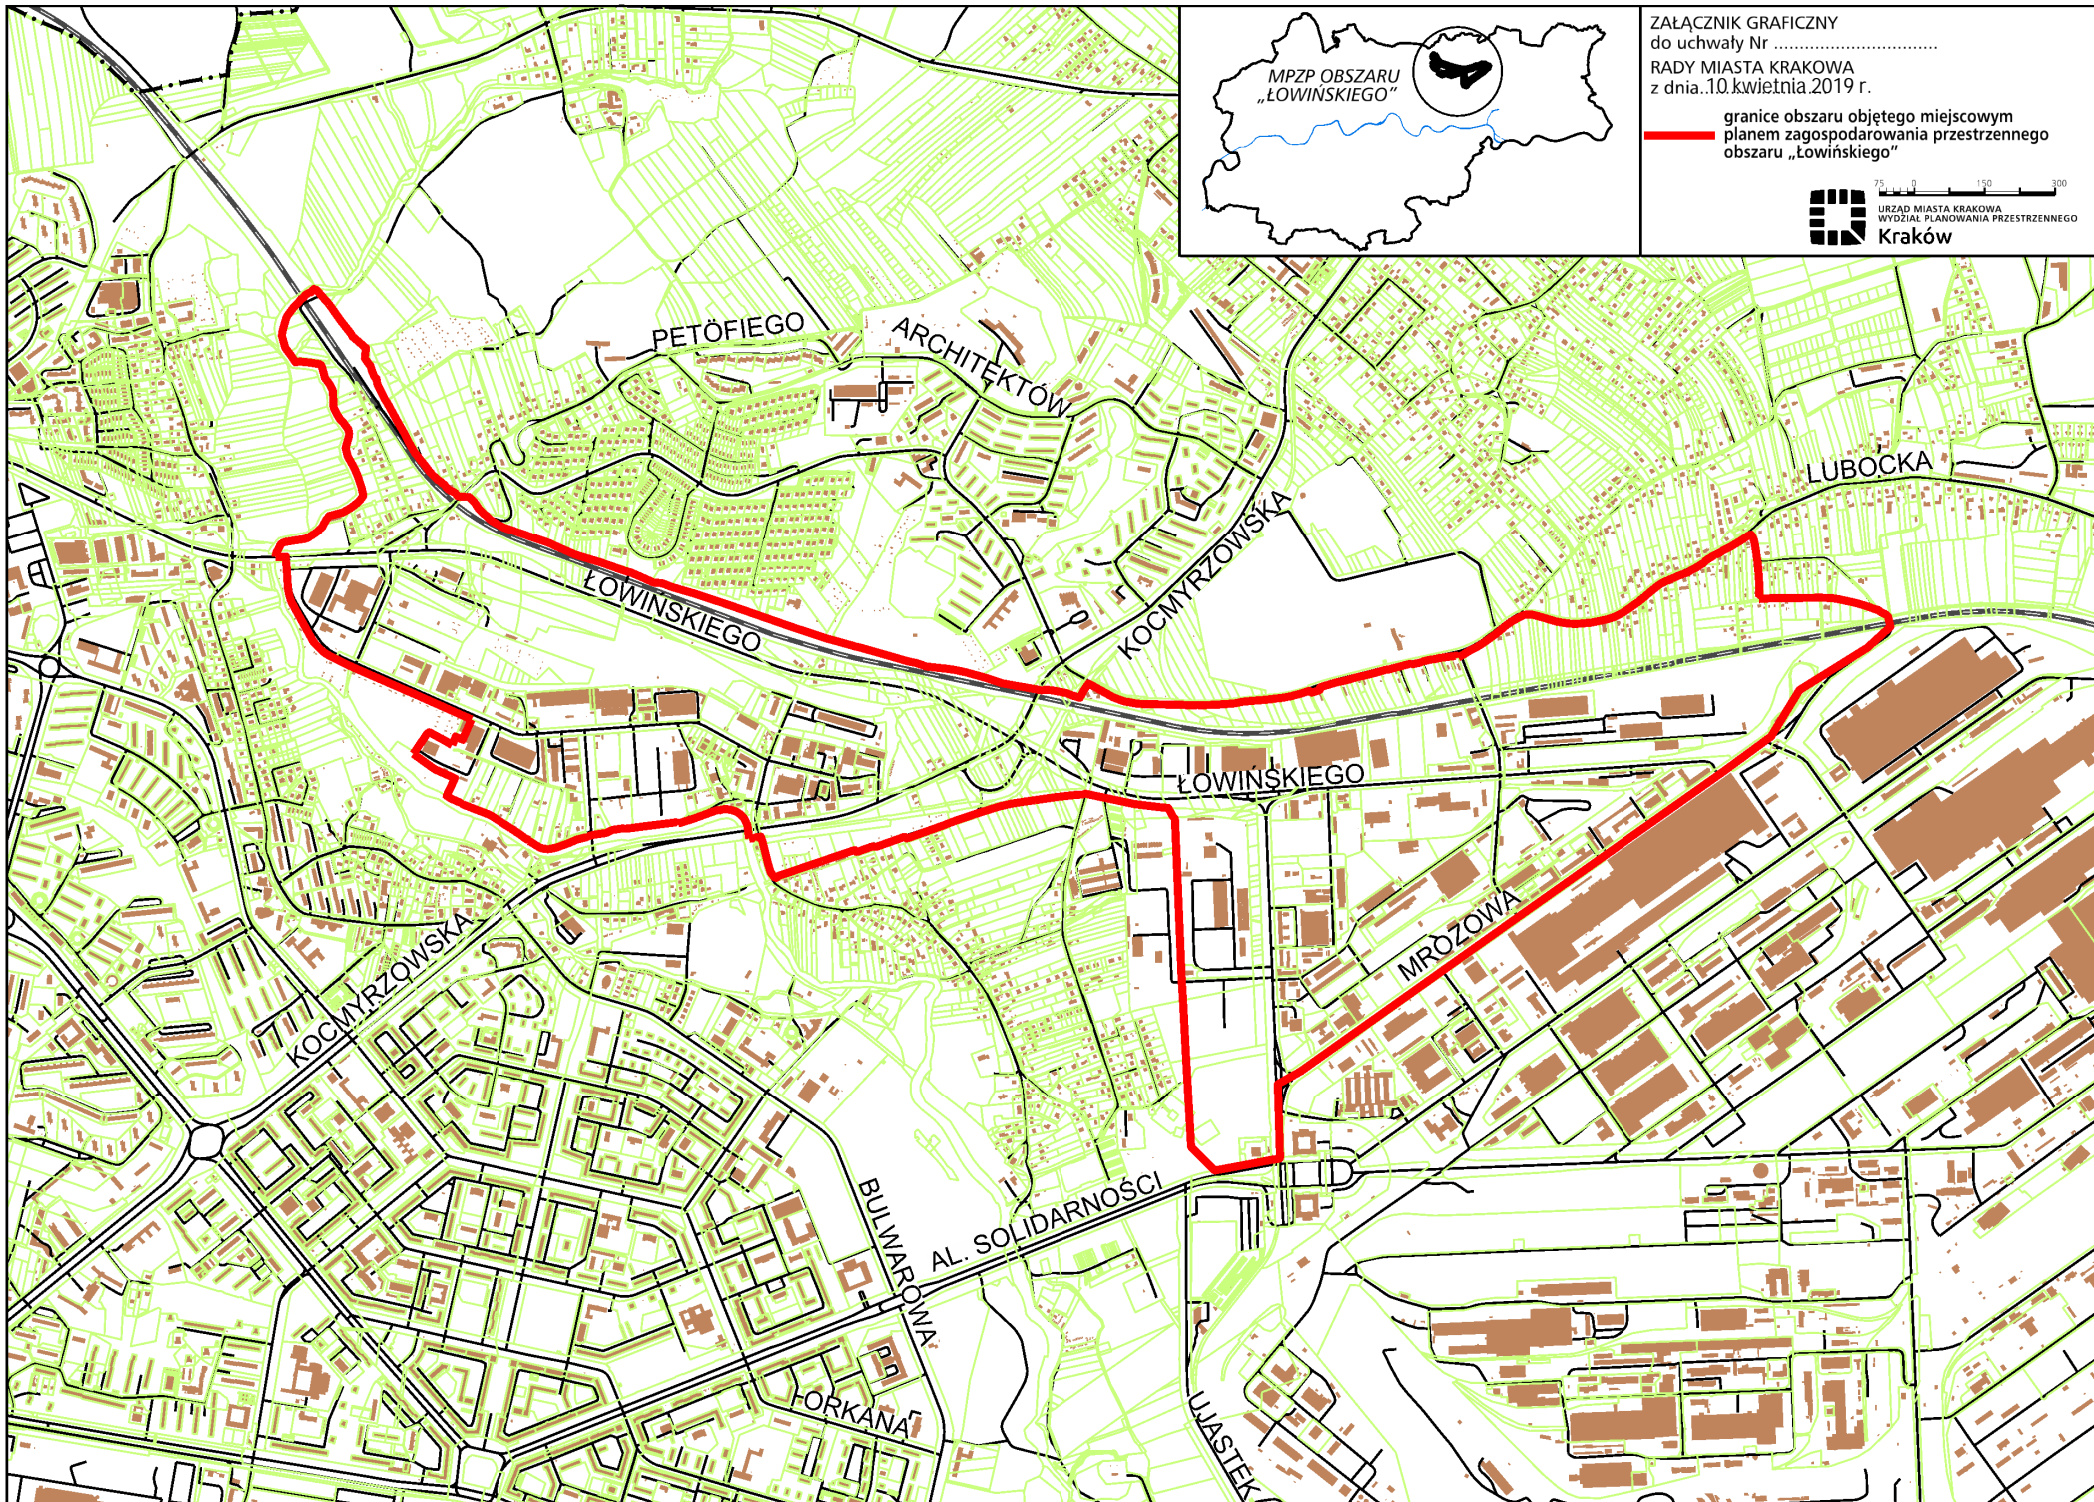 MPZP OBSZARU
„ŁOWIŃSKIEGO”
ZAŁĄCZNIK GRAFICZNY
do uchwały Nr ................................
RADY MIASTA KRAKOWA
z dnia..10.kwietnia.2019 r.
granice obszaru objętego miejscowym
planem zagospodarowania przestrzennego
obszaru „Łowińskiego”
75 0 150 300
URZĄD MIASTA KRAKOWA
WYDZIAŁ PLANOWANIA PRZESTRZENNEGO
Kraków
PETÖFIEGO
ARCHITEKTÓW
LUBOCKA
KOCMYRZOWSKA
ŁOWIŃSKIEGO
ŁOWIŃSKIEGO
MROZOWA
KOCMYRZOWSKA
BULWAROWA
AL. SOLIDARNOŚCI
ORKANA
UJASTEK